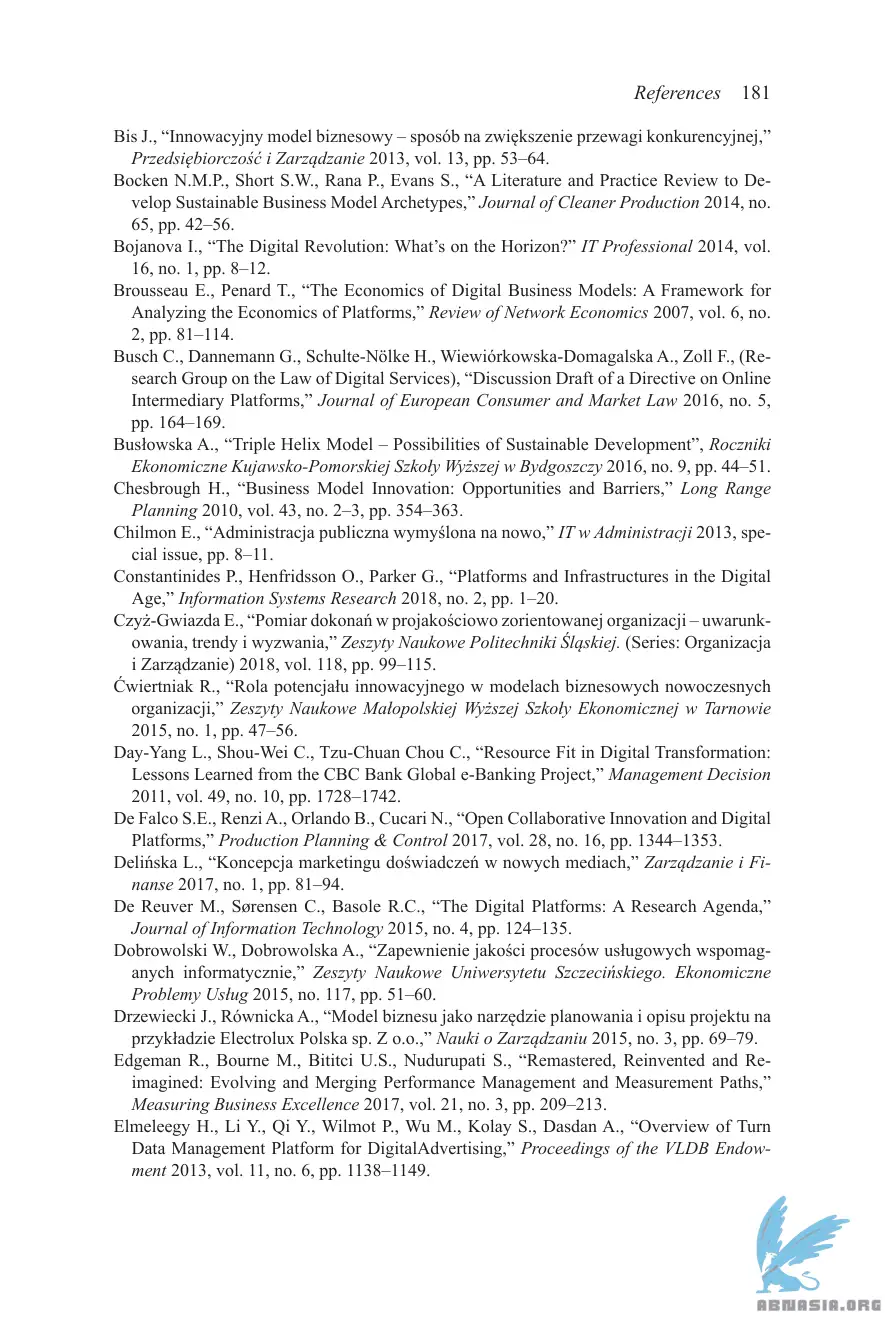 References 181
Bis J., “Innowacyjny model biznesowy – sposób na zwiększenie przewagi konkurencyjnej,”
Przedsiębiorczość i Zarządzanie 2013, vol. 13, pp. 53–64.
Bocken N.M.P., Short S.W., Rana P., Evans S., “A Literature and Practice Review to De-
velop Sustainable Business Model Archetypes,” Journal of Cleaner Production 2014, no.
65, pp. 42–56.
Bojanova I., “The Digital Revolution: What’s on the Horizon?” IT Professional 2014, vol.
16, no. 1, pp. 8–12.
Brousseau E., Penard T., “The Economics of Digital Business Models: A Framework for
Analyzing the Economics of Platforms,” Review of Network Economics 2007, vol. 6, no.
2, pp. 81–114.
Busch C., Dannemann G., Schulte-Nölke H., Wiewiórkowska-Domagalska A., Zoll F., (Re-
search Group on the Law of Digital Services), “Discussion Draft of a Directive on Online
Intermediary Platforms,” Journal of European Consumer and Market Law 2016, no. 5,
pp. 164–169.
Busłowska A., “Triple Helix Model – Possibilities of Sustainable Development”, Roczniki
Ekonomiczne Kujawsko-Pomorskiej Szkoły Wyższej w Bydgoszczy 2016, no. 9, pp. 44–51.
Chesbrough H., “Business Model Innovation: Opportunities and Barriers,” Long Range
Planning 2010, vol. 43, no. 2–3, pp. 354–363.
Chilmon E., “Administracja publiczna wymyślona na nowo,” IT w Administracji 2013, spe-
cial issue, pp. 8–11.
Constantinides P., Henfridsson O., Parker G., “Platforms and Infrastructures in the Digital
Age,” Information Systems Research 2018, no. 2, pp. 1–20.
Czyż-Gwiazda E., “Pomiar dokonań w projakościowo zorientowanej organizacji – uwarunk-
owania, trendy i wyzwania,” Zeszyty Naukowe Politechniki Śląskiej. (Series: Organizacja
i Zarządzanie) 2018, vol. 118, pp. 99–115.
Ćwiertniak R., “Rola potencjału innowacyjnego w modelach biznesowych nowoczesnych
organizacji,” Zeszyty Naukowe Małopolskiej Wyższej Szkoły Ekonomicznej w Tarnowie
2015, no. 1, pp. 47–56.
Day-Yang L., Shou-Wei C., Tzu-Chuan Chou C., “Resource Fit in Digital Transformation:
Lessons Learned from the CBC Bank Global e-Banking Project,” Management Decision
2011, vol. 49, no. 10, pp. 1728–1742.
De Falco S.E., Renzi A., Orlando B., Cucari N., “Open Collaborative Innovation and Digital
Platforms,” Production Planning & Control 2017, vol. 28, no. 16, pp. 1344–1353.
Delińska L., “Koncepcja marketingu doświadczeń w nowych mediach,” Zarządzanie i Fi-
nanse 2017, no. 1, pp. 81–94.
De Reuver M., Sørensen C., Basole R.C., “The Digital Platforms: A Research Agenda,”
Journal of Information Technology 2015, no. 4, pp. 124–135.
Dobrowolski W., Dobrowolska A., “Zapewnienie jakości procesów usługowych wspomag-
anych informatycznie,” Zeszyty Naukowe Uniwersytetu Szczecińskiego. Ekonomiczne
Problemy Usług 2015, no. 117, pp. 51–60.
Drzewiecki J., Równicka A., “Model biznesu jako narzędzie planowania i opisu projektu na
przykładzie Electrolux Polska sp. Z o.o.,” Nauki o Zarządzaniu 2015, no. 3, pp. 69–79.
Edgeman R., Bourne M., Bititci U.S., Nudurupati S., “Remastered, Reinvented and Re-
imagined: Evolving and Merging Performance Management and Measurement Paths,”
Measuring Business Excellence 2017, vol. 21, no. 3, pp. 209–213.
Elmeleegy H., Li Y., Qi Y., Wilmot P., Wu M., Kolay S., Dasdan A., “Overview of Turn
Data Management Platform for DigitalAdvertising,” Proceedings of the VLDB Endow-
ment 2013, vol. 11, no. 6, pp. 1138–1149.
ABNASIA.ORG